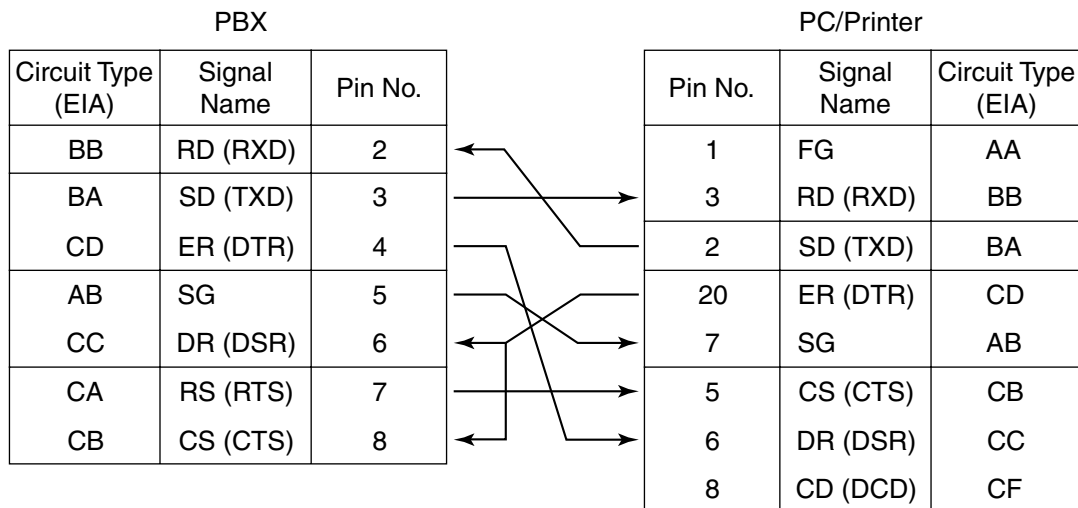 PBX PC/Printer
Circuit Type (EIA) Signal Name Pin No. Pin No. Signal Name Circuit Type (EIA)
BB RD (RXD) 2 1 FG AA
BA SD (TXD) 3 3 RD (RXD) BB
CD ER (DTR) 4 2 SD (TXD) BA
AB SG 5 20 ER (DTR) CD
CC DR (DSR) 6 7 SG AB
CA RS (RTS) 7 5 CS (CTS) CB
CB CS (CTS) 8 6 DR (DSR) CC
8 CD (DCD) CF